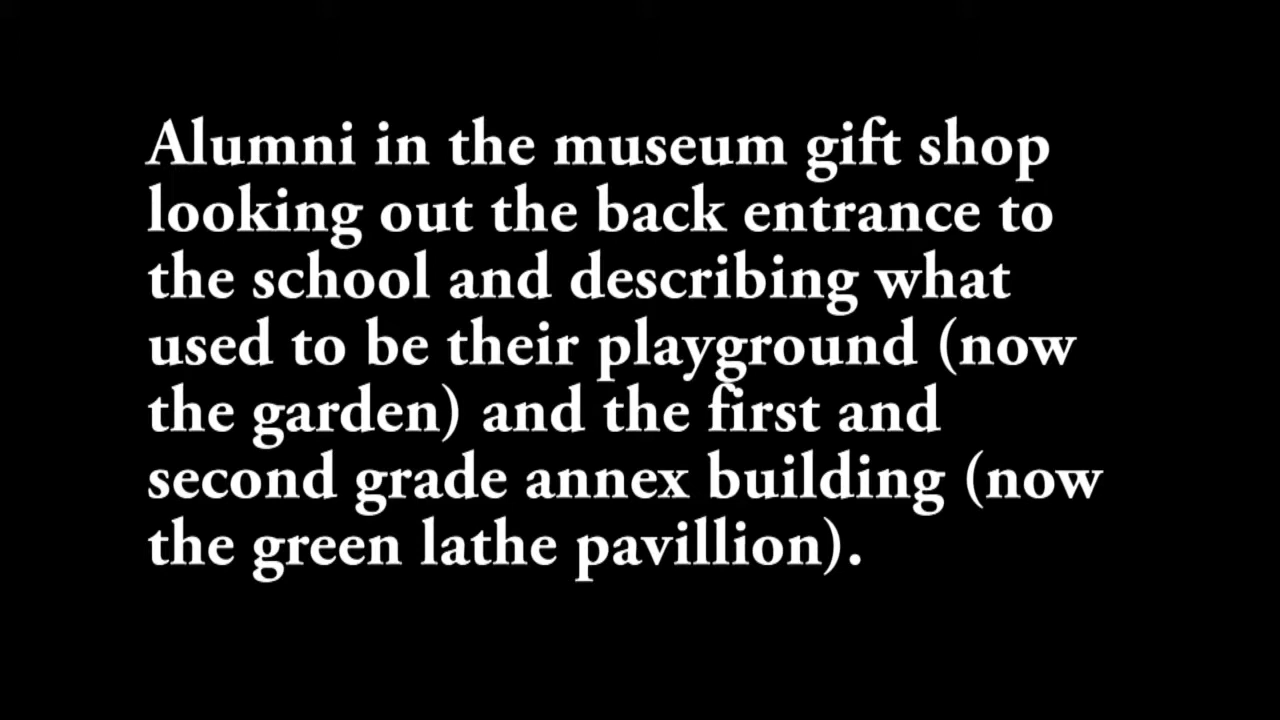 Alumni in the museum gift shop
looking out the back entrance to
the school and describing what
used to be their playground (now
the garden) and the first and
second grade annex building (now
the green lathe pavillion).